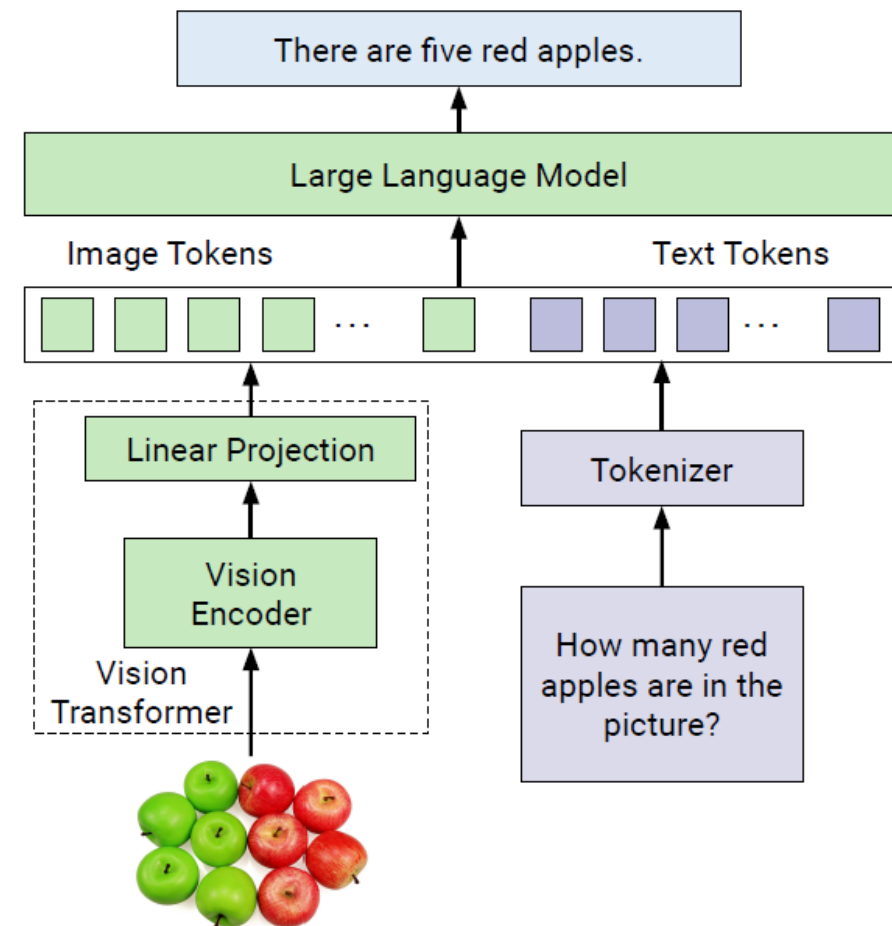 There are five red apples.
Large Language Model
Image Tokens
Text Tokens
...
...
Linear Projection
Tokenizer
Vision
Encoder
How many red
apples are in the
picture?
Vision
Transformer